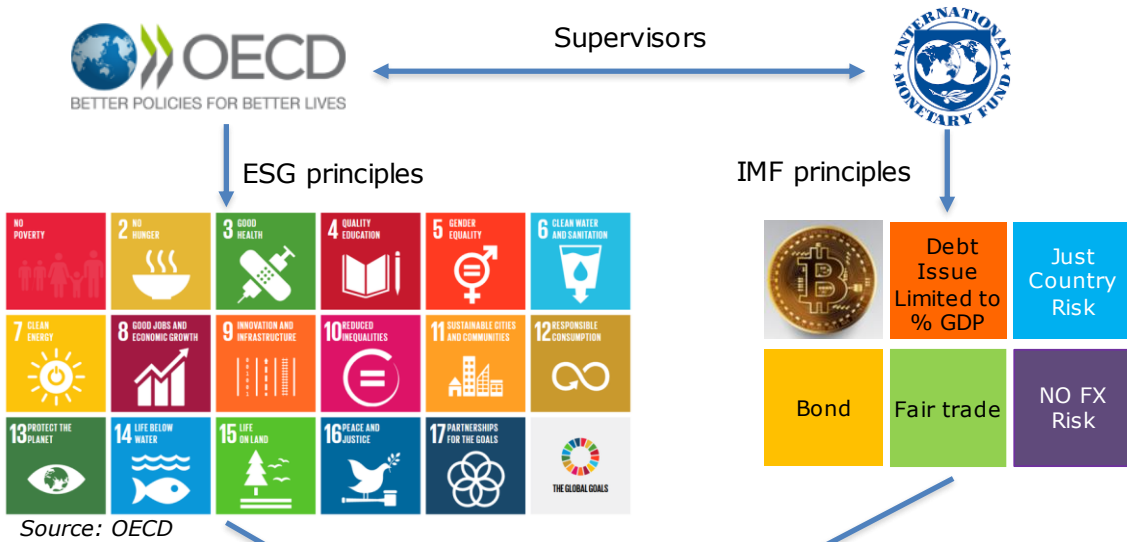 OECD
BETTER POLICIES FOR BETTER LIVES
Supervisors
INTERNATIONAL
MONETARY FUND
ESG principles
IMF principles
NO
POVERTY
2 NO
HUNGER
3 GOOD
HEALTH
4 QUALITY
EDUCATION
5 GENDER
EQUALITY
6 CLEAN WATER
AND SANITATION
7 CLEAN
ENERGY
8 GOOD JOBS AND
ECONOMIC GROWTH
9 INNOVATION AND
INFRASTRUCTURE
10 REDUCED
INEQUALITIES
11 SUSTAINABLE CITIES
AND COMMUNITIES
12 RESPONSIBLE
CONSUMPTION
13 PROTECT THE
PLANET
14 LIFE BELOW
WATER
15 LIFE
ON LAND
16 PEACE AND
JUSTICE
17 PARTNERSHIPS
FOR THE GOALS
THE GLOBAL GOALS
Source: OECD
Debt
Issue
Limited to
% GDP
Just
Country
Risk
Bond
Fair trade
NO FX
Risk